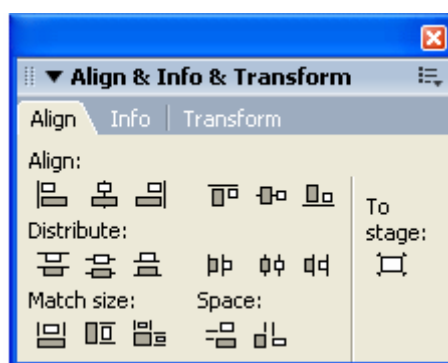 Align & Info & Transform
Align Info Transform
Align:
To
stage:
Distribute:
Match size: Space: